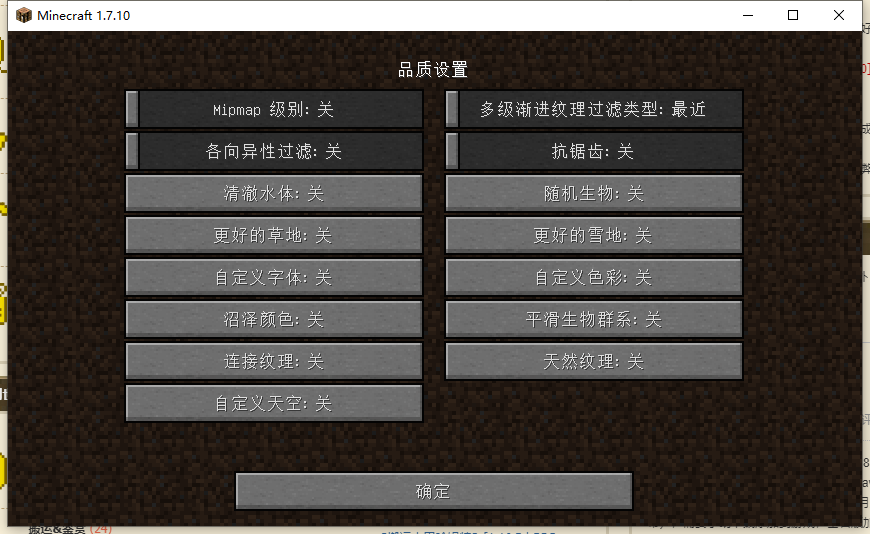 Minecraft 1.7.10
品质设置
Mipmap 级别: 关
多级渐进纹理过滤类型: 最近
各向异性过滤: 关
抗锯齿: 关
清澈水体: 关
随机生物: 关
更好的草地: 关
更好的雪地: 关
自定义字体: 关
自定义色彩: 关
沼泽颜色: 关
平滑生物群系: 关
连接纹理: 关
天然纹理: 关
自定义天空: 关
确定